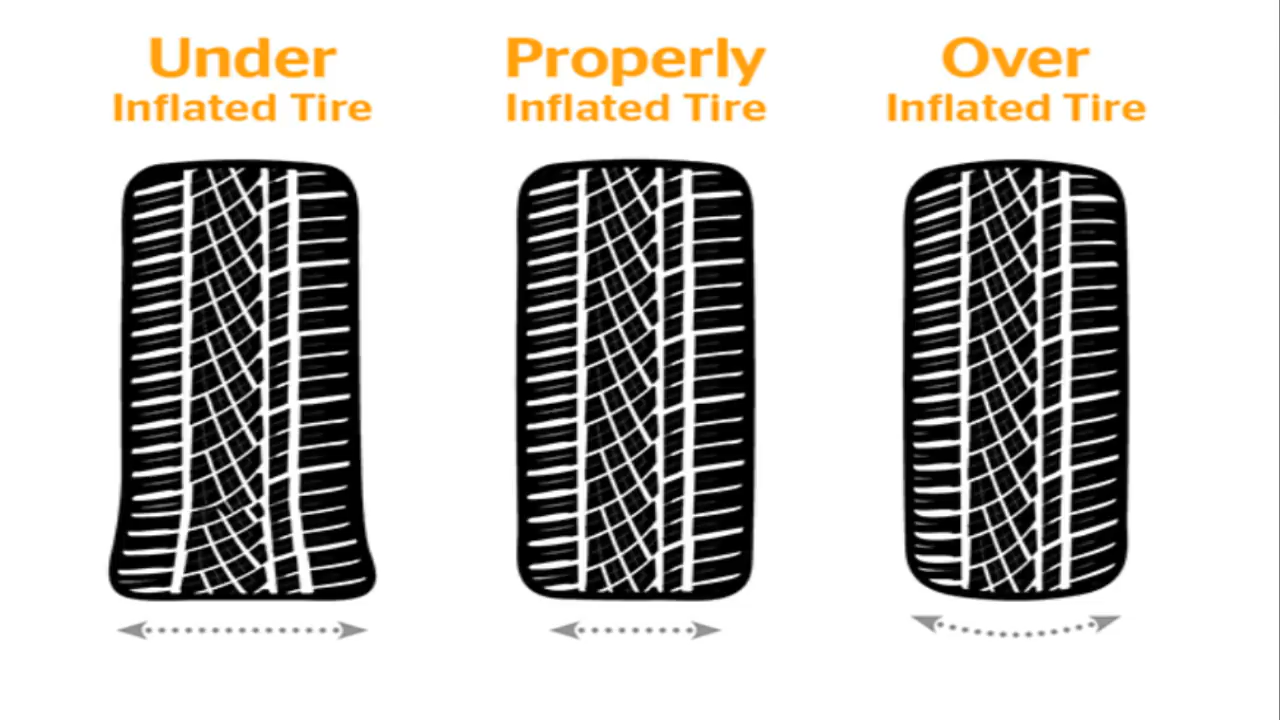 Under
Inflated Tire
Properly
Inflated Tire
Over
Inflated Tire